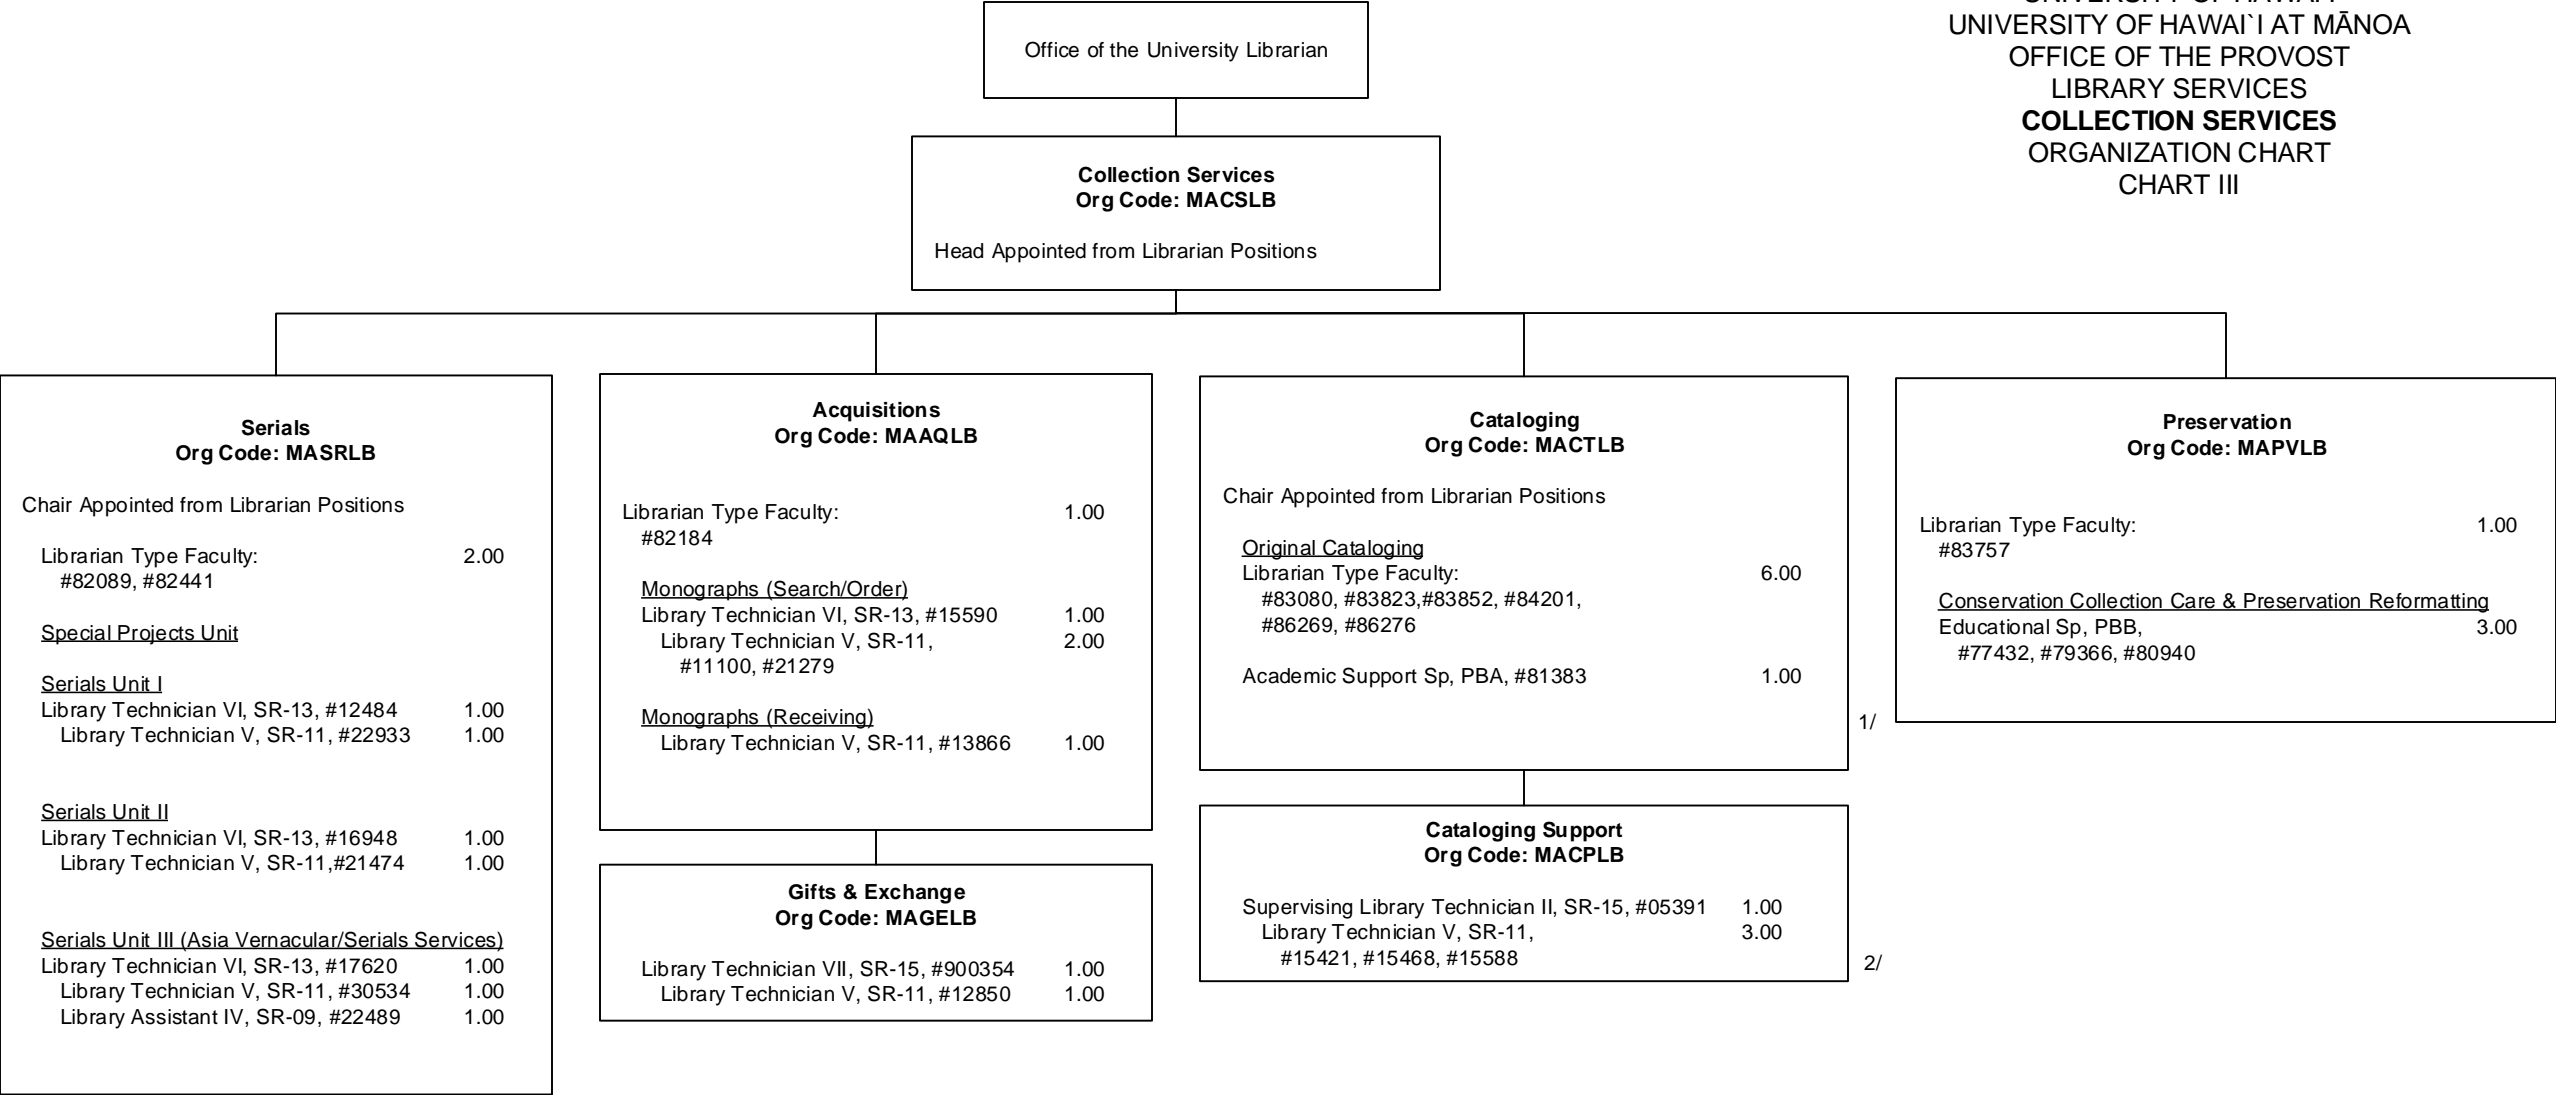 UNIVERSITY OF HAWAI`I AT MĀNOA
OFFICE OF THE PROVOST
LIBRARY SERVICES
COLLECTION SERVICES
ORGANIZATION CHART
CHART III
Office of the University Librarian
Collection Services
Org Code: MACSLB
Head Appointed from Librarian Positions
Serials
Org Code: MASRLB
Chair Appointed from Librarian Positions
Librarian Type Faculty: 2.00
#82089, #82441
Special Projects Unit
Serials Unit I
Library Technician VI, SR-13, #12484 1.00
Library Technician V, SR-11, #22933 1.00
Serials Unit II
Library Technician VI, SR-13, #16948 1.00
Library Technician V, SR-11,#21474 1.00
Serials Unit III (Asia Vernacular/Serials Services)
Library Technician VI, SR-13, #17620 1.00
Library Technician V, SR-11, #30534 1.00
Library Assistant IV, SR-09, #22489 1.00
Acquisitions
Org Code: MAAQLB
Librarian Type Faculty: 1.00
#82184
Monographs (Search/Order)
Library Technician VI, SR-13, #15590 1.00
Library Technician V, SR-11, 2.00
#11100, #21279
Monographs (Receiving)
Library Technician V, SR-11, #13866 1.00
Gifts & Exchange
Org Code: MAGELB
Library Technician VII, SR-15, #900354 1.00
Library Technician V, SR-11, #12850 1.00
Cataloging
Org Code: MACTLB
Chair Appointed from Librarian Positions
Original Cataloging
Librarian Type Faculty: 6.00
#83080, #83823,#83852, #84201,
#86269, #86276
Academic Support Sp, PBA, #81383 1.00
1/
Cataloging Support
Org Code: MACPLB
Supervising Library Technician II, SR-15, #05391 1.00
Library Technician V, SR-11, 3.00
#15421, #15468, #15588
2/
Preservation
Org Code: MAPVLB
Librarian Type Faculty: 1.00
#83757
Conservation Collection Care & Preservation Reformatting
Educational Sp, PBB, 3.00
#77432, #79366, #80940